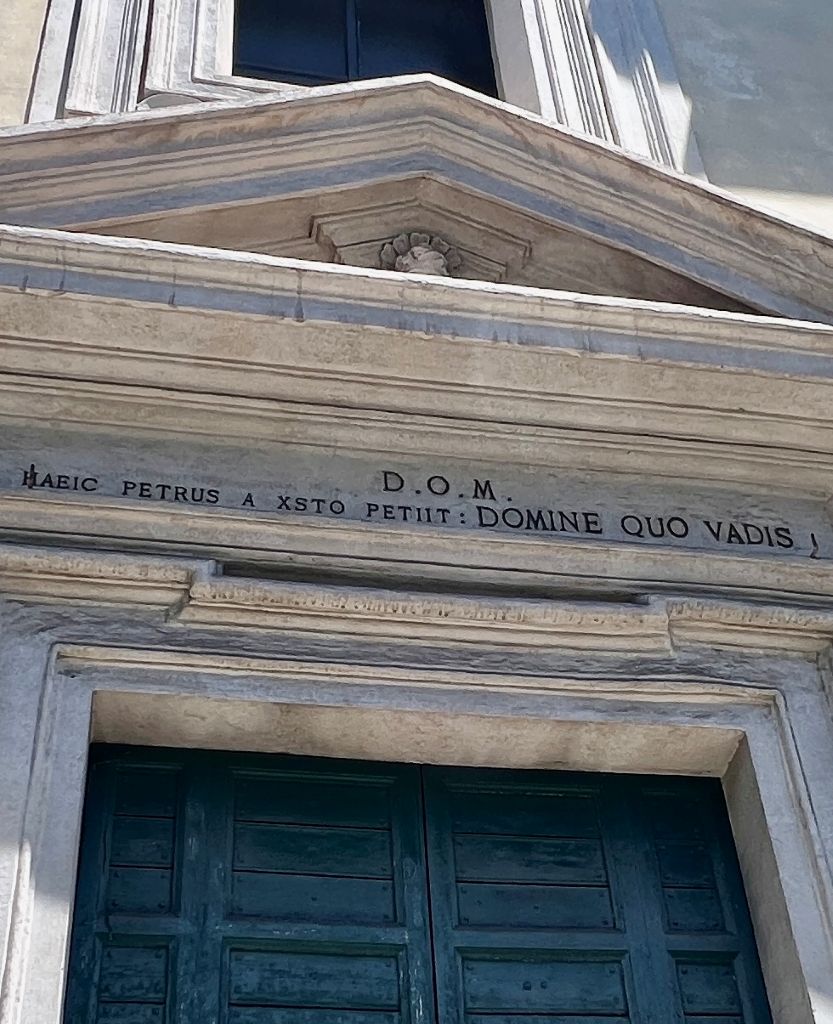 D.O.M.
HAEIC PETRUS A XSTO PETIIT: DOMINE QUO VADIS ?